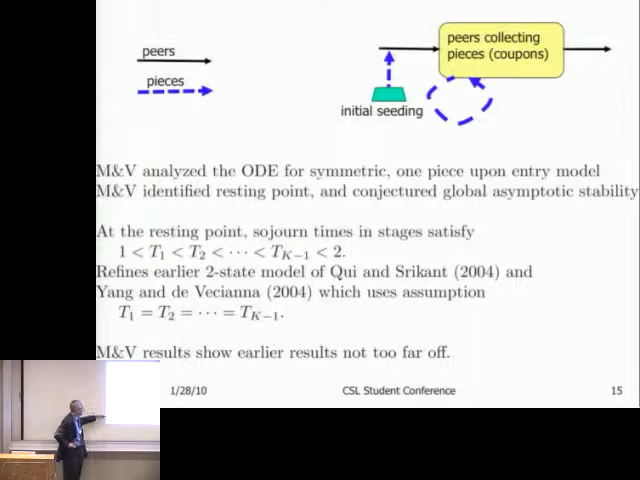 peers
pieces
peers collecting
pieces (coupons)
initial seeding
M&V analyzed the ODE for symmetric, one piece upon entry model
M&V identified resting point, and conjectured global asymptotic stability
At the resting point, sojourn times in stages satisfy
1 < T₁ < T₂ < ··· < T_{K−1} < 2.
Refines earlier 2-state model of Qui and Srikant (2004) and
Yang and de Vecianna (2004) which uses assumption
T₁ = T₂ = ··· = T_{K−1}.
M&V results show earlier results not too far off.
1/28/10 CSL Student Conference 15